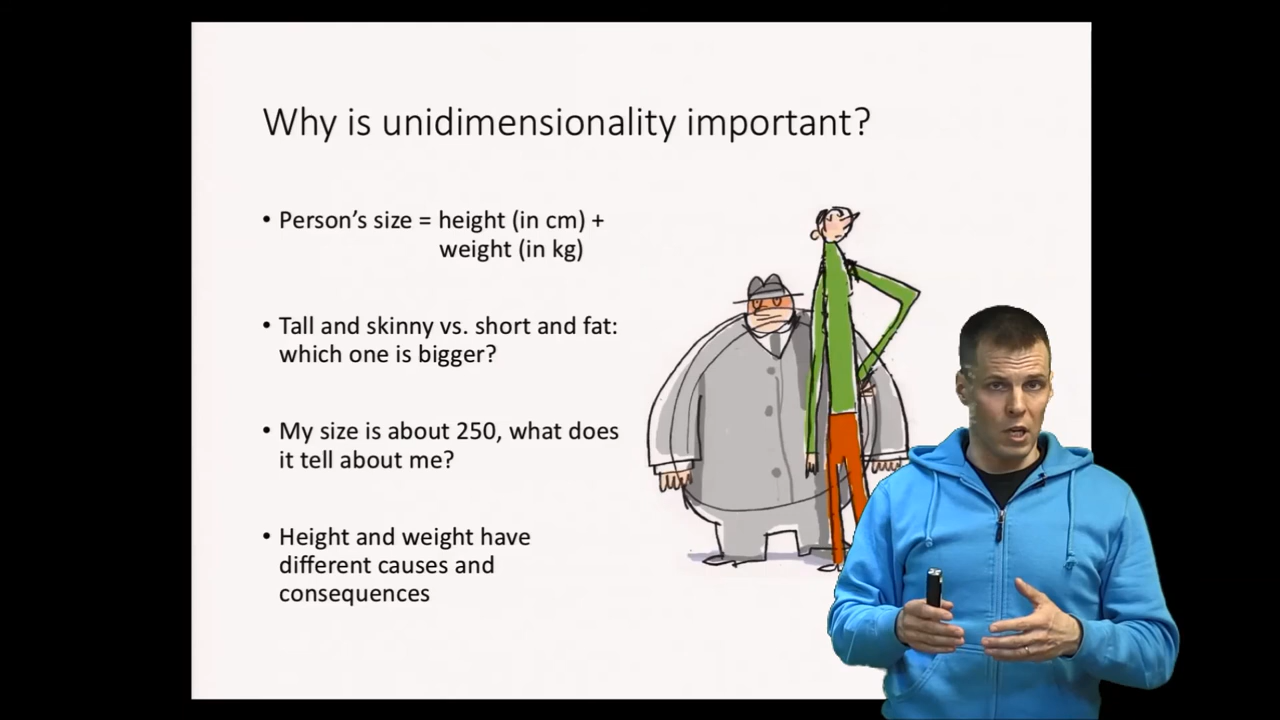 Why is unidimensionality important?
• Person's size = height (in cm) +
weight (in kg)
• Tall and skinny vs. short and fat:
which one is bigger?
• My size is about 250, what does
it tell about me?
• Height and weight have
different causes and
consequences